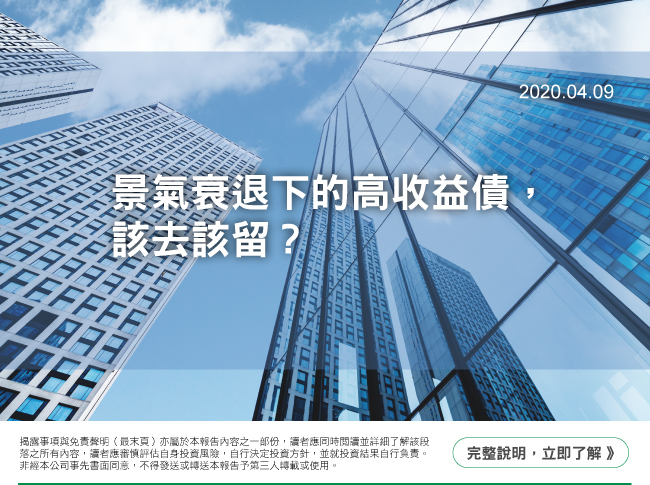 2020.04.09
景氣衰退下的高收益債，
該去該留？
揭露事項與免責聲明（最末頁）亦屬於本報告內容之一部份，讀者應同時閱讀並詳細了解該段
落之所有內容，讀者應審慎評估自身投資風險，自行決定投資方針，並就投資結果自行負責。
非經本公司事先書面同意，不得發送或轉送本報告予第三人轉載或使用。
完整說明，立即了解 》